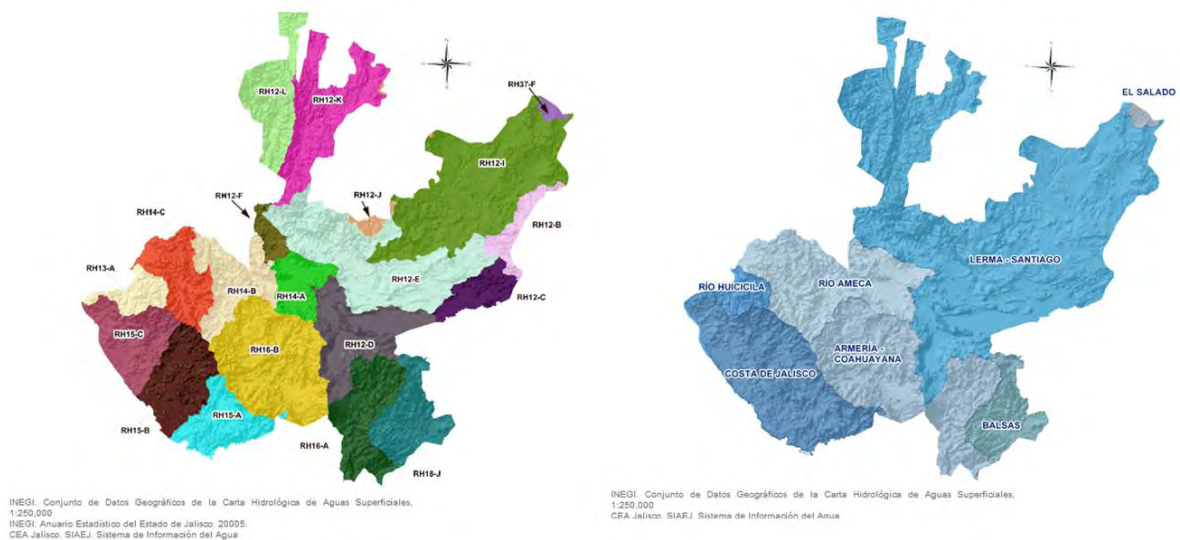 RH12-L
RH12-K
RH37-F
RH12-I
RH12-F
RH12-J
RH14-C
RH12-B
RH13-A
RH12-E
RH14-B
RH14-A
RH12-C
RH15-C
RH16-B
RH12-D
RH15-A
RH15-B
RH16-A
RH18-J
INEGI. Conjunto de Datos Geográficos de la Carta Hidrológica de Aguas Superficiales,
1:250,000
INEGI. Anuario Estadístico del Estado de Jalisco. 20005.
CEA Jalisco. SIAEJ. Sistema de Información del Agua
EL SALADO
LERMA - SANTIAGO
RÍO HUICICILA
RÍO AMECA
ARMERÍA -
COAHUAYANA
COSTA DE JALISCO
BALSAS
INEGI. Conjunto de Datos Geográficos de la Carta Hidrológica de Aguas Superficiales,
1:250,000
CEA Jalisco. SIAEJ. Sistema de Información del Agua